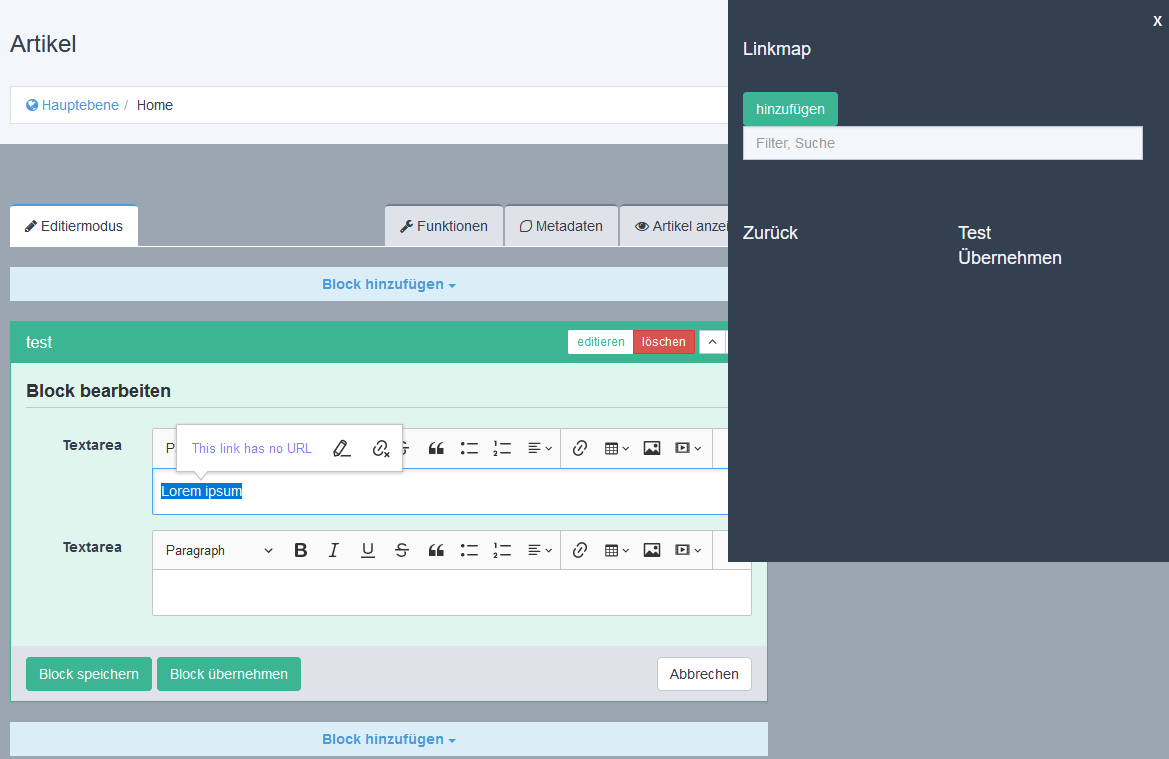 Artikel
Hauptebene / Home
Editiermodus
Funktionen
Metadaten
Artikel anzei
Block hinzufügen
test
editieren
löschen
Block bearbeiten
Textarea
This link has no URL
Lorem ipsum
Textarea
Paragraph
Block speichern
Block übernehmen
Abbrechen
Block hinzufügen
x
Linkmap
hinzufügen
Filter, Suche
Zurück
Test
Übernehmen